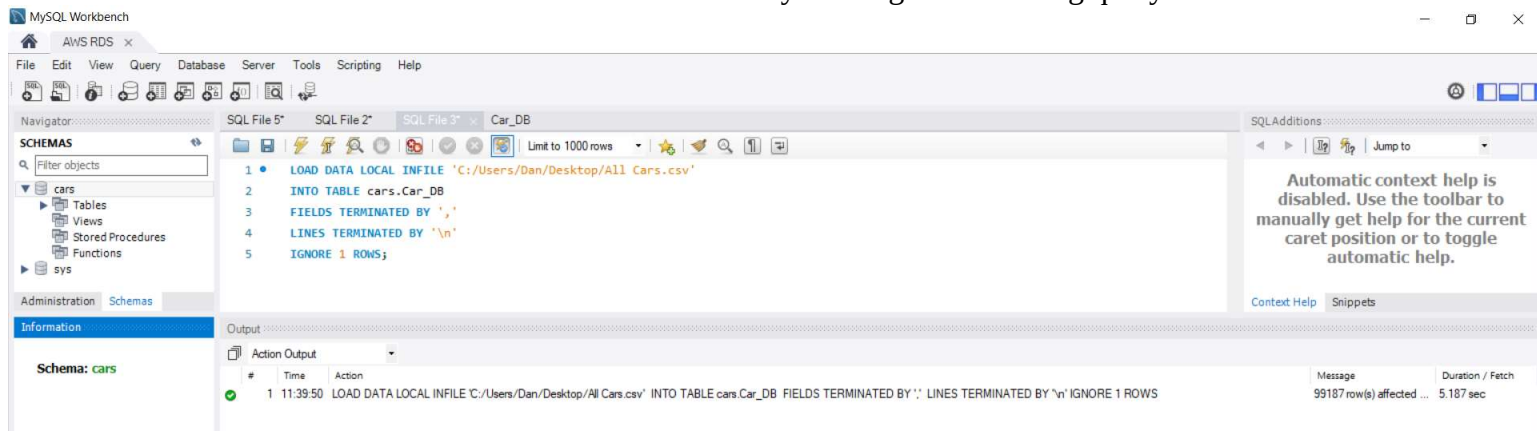 MySQL Workbench
AWS RDS
File Edit View Query Database Server Tools Scripting Help
Navigator
SCHEMAS
Filter objects
cars
Tables
Views
Stored Procedures
Functions
sys
Administration Schemas
Information
Schema: cars
SQL File 5* SQL File 2* SQL File 3* Car_DB
Limit to 1000 rows
1 LOAD DATA LOCAL INFILE 'C:/Users/Dan/Desktop/All Cars.csv'
2 INTO TABLE cars.Car_DB
3 FIELDS TERMINATED BY ','
4 LINES TERMINATED BY '\n'
5 IGNORE 1 ROWS;
SQLAdditions
Jump to
Automatic context help is
disabled. Use the toolbar to
manually get help for the current
caret position or to toggle
automatic help.
Context Help Snippets
Output
Action Output
# Time Action Message Duration / Fetch
1 11:39:50 LOAD DATA LOCAL INFILE 'C:/Users/Dan/Desktop/All Cars.csv' INTO TABLE cars.Car_DB FIELDS TERMINATED BY ',' LINES TERMINATED BY '\n' IGNORE 1 ROWS 99187 row(s) affected ... 5.187 sec